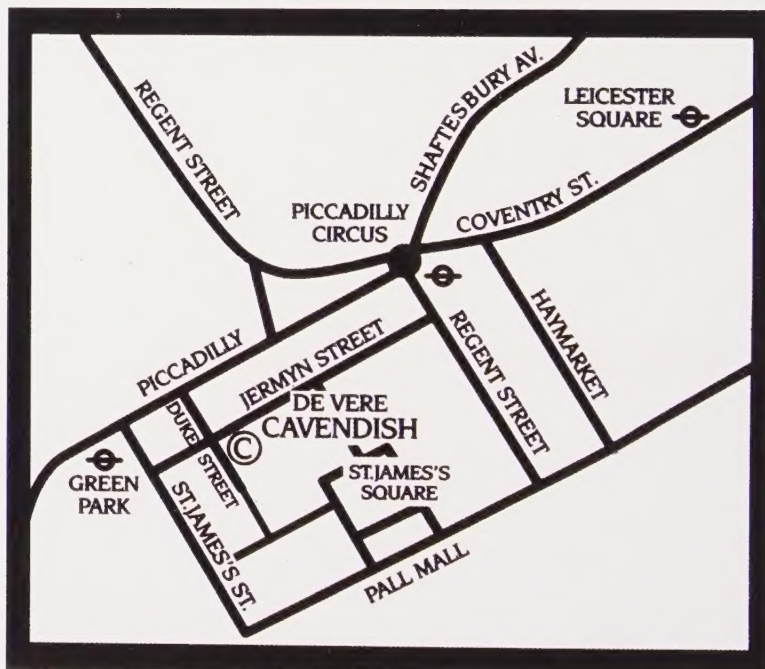 REGENT STREET
SHAFTESBURY AV.
LEICESTER
SQUARE
PICCADILLY
CIRCUS
COVENTRY ST.
HAYMARKET
REGENT STREET
PICCADILLY
JERMYN STREET
DUKE STREET
DE VERE
©
CAVENDISH
ST. JAMES'S
SQUARE
GREEN
PARK
ST. JAMES'S ST.
PALL MALL